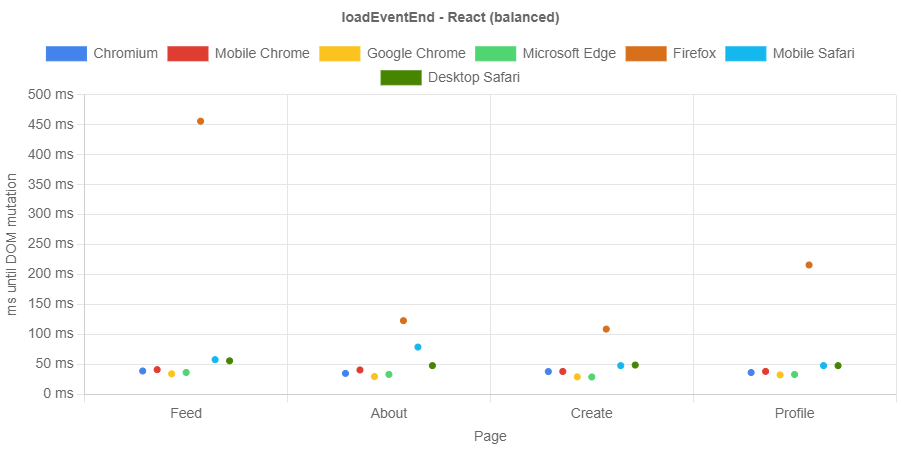 loadEventEnd - React (balanced)
Chromium Mobile Chrome Google Chrome Microsoft Edge Firefox Mobile Safari
Desktop Safari
ms until DOM mutation
500 ms
450 ms
400 ms
350 ms
300 ms
250 ms
200 ms
150 ms
100 ms
50 ms
0 ms
Feed About Create Profile
Page